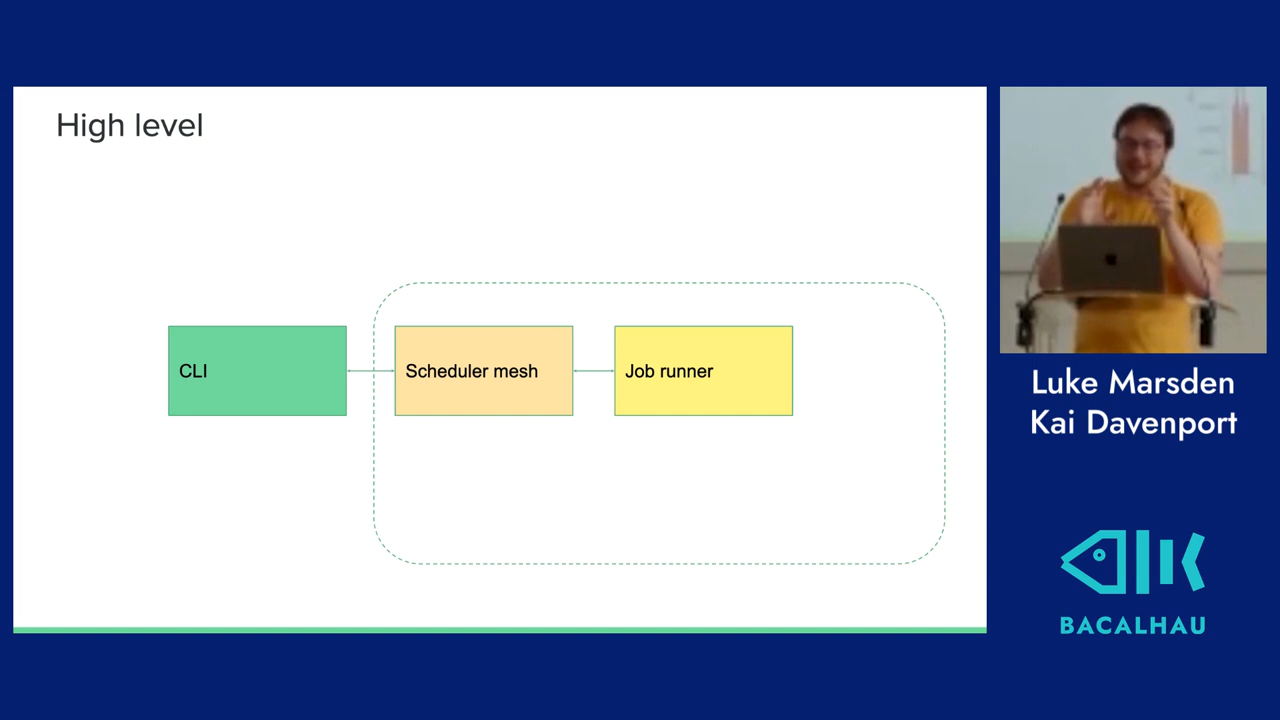 High level
CLI
Scheduler mesh
Job runner
Luke Marsden
Kai Davenport
BACALHAU